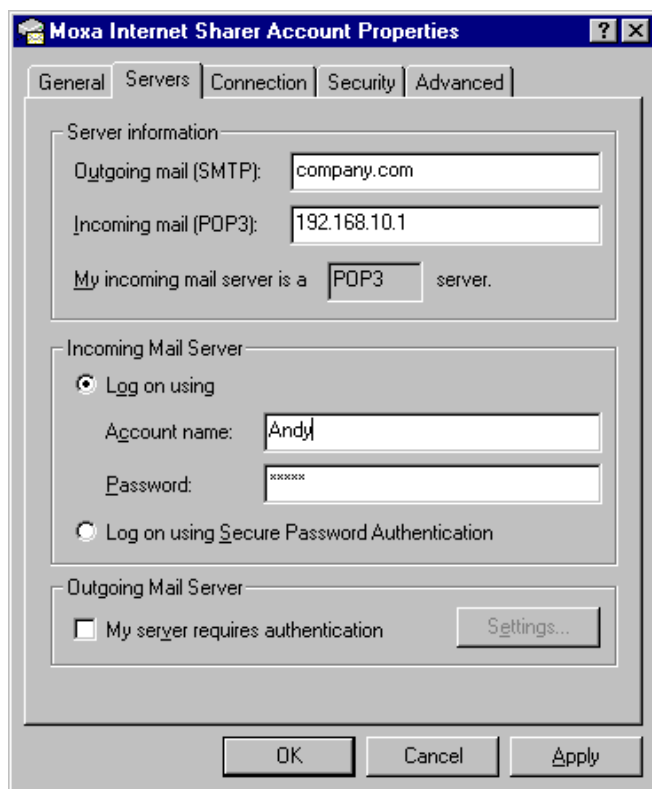 Moxa Internet Sharer Account Properties
General Servers Connection Security Advanced
Server information
Outgoing mail (SMTP): company.com
Incoming mail (POP3): 192.168.10.1
My incoming mail server is a POP3 server.
Incoming Mail Server
Log on using
Account name: Andy
Password: *****
Log on using Secure Password Authentication
Outgoing Mail Server
My server requires authentication Settings...
OK Cancel Apply